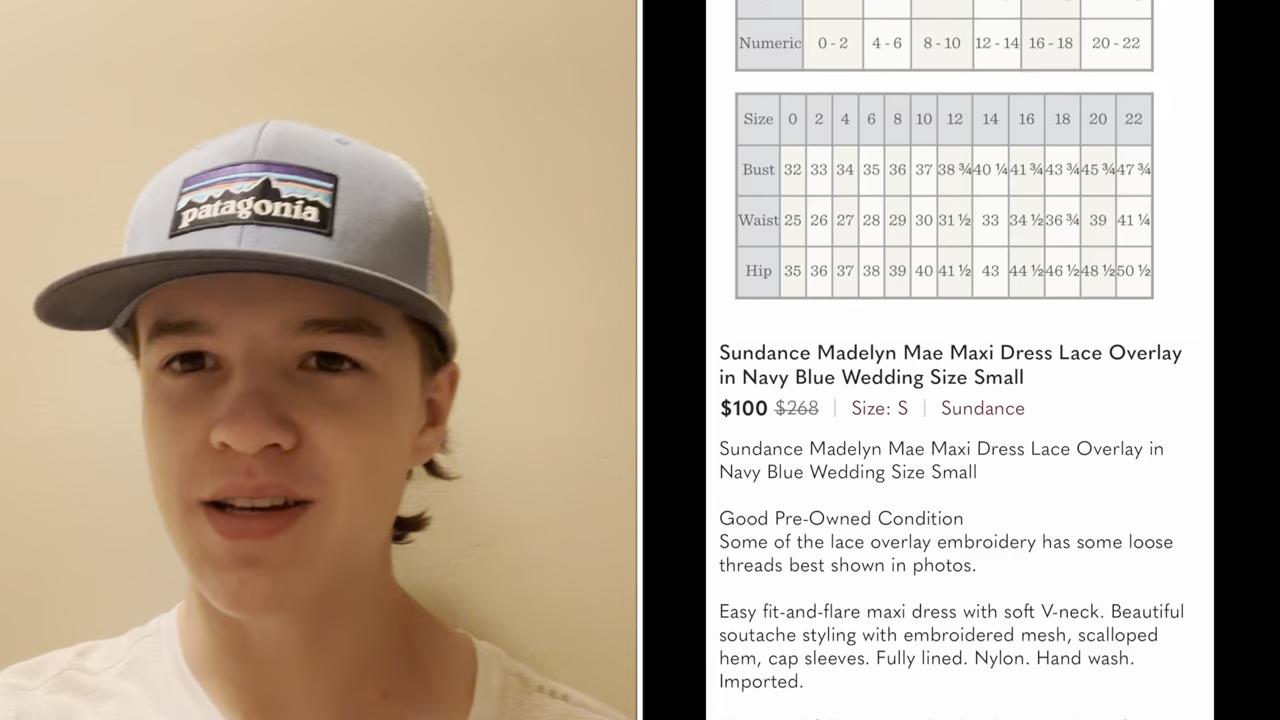 patagonia
Numeric 0 - 2 4 - 6 8 - 10 12 - 14 16 - 18 20 - 22
Size 0 2 4 6 8 10 12 14 16 18 20 22
Bust 32 33 34 35 36 37 38 ¾ 40 ¼ 41 ¾ 43 ¾ 45 ¾ 47 ¾
Waist 25 26 27 28 29 30 31 ½ 33 34 ½ 36 ¾ 39 41 ¼
Hip 35 36 37 38 39 40 41 ½ 43 44 ½ 46 ½ 48 ½ 50 ½
Sundance Madelyn Mae Maxi Dress Lace Overlay
in Navy Blue Wedding Size Small
$100 $268 | Size: S | Sundance
Sundance Madelyn Mae Maxi Dress Lace Overlay in
Navy Blue Wedding Size Small
Good Pre-Owned Condition
Some of the lace overlay embroidery has some loose
threads best shown in photos.
Easy fit-and-flare maxi dress with soft V-neck. Beautiful
soutache styling with embroidered mesh, scalloped
hem, cap sleeves. Fully lined. Nylon. Hand wash.
Imported.